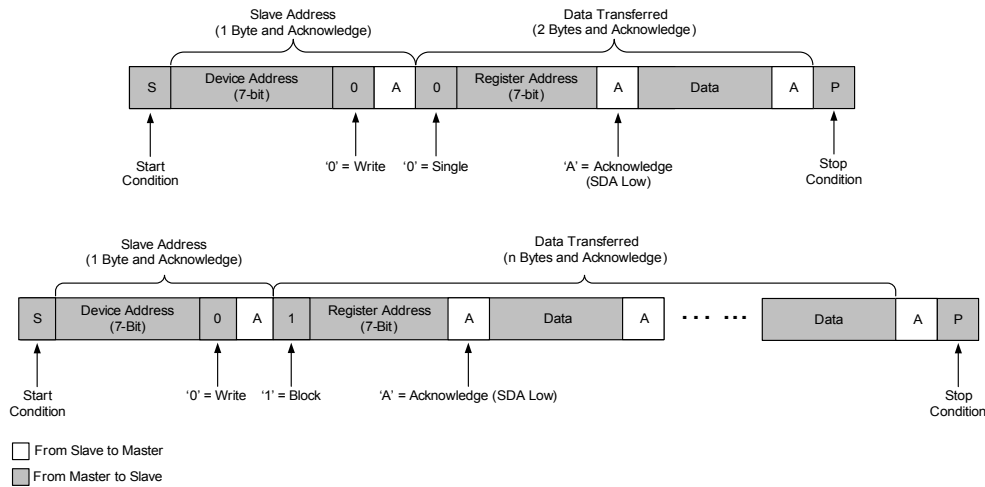 Slave Address
(1 Byte and Acknowledge)
Data Transferred
(2 Bytes and Acknowledge)
S
Device Address
(7-bit)
0
A
0
Register Address
(7-bit)
A
Data
A
P
Start
Condition
‘0’ = Write
‘0’ = Single
‘A’ = Acknowledge
(SDA Low)
Stop
Condition
Slave Address
(1 Byte and Acknowledge)
Data Transferred
(n Bytes and Acknowledge)
S
Device Address
(7-Bit)
0
A
1
Register Address
(7-Bit)
A
Data
A
Data
A
P
Start
Condition
‘0’ = Write
‘1’ = Block
‘A’ = Acknowledge (SDA Low)
Stop
Condition
From Slave to Master
From Master to Slave